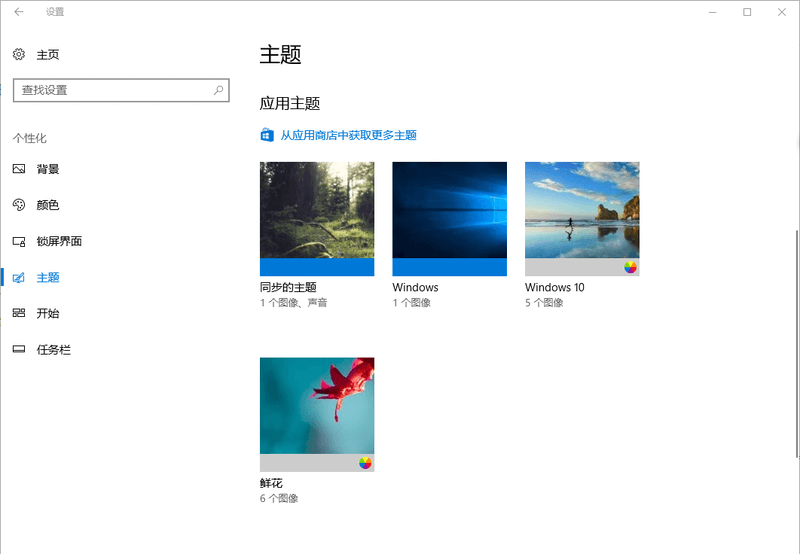 设置
主页
查找设置
个性化
背景
颜色
锁屏界面
主题
开始
任务栏
主题
应用主题
从应用商店中获取更多主题
同步的主题
1 个图像、声音
Windows
1 个图像
Windows 10
5 个图像
鲜花
6 个图像